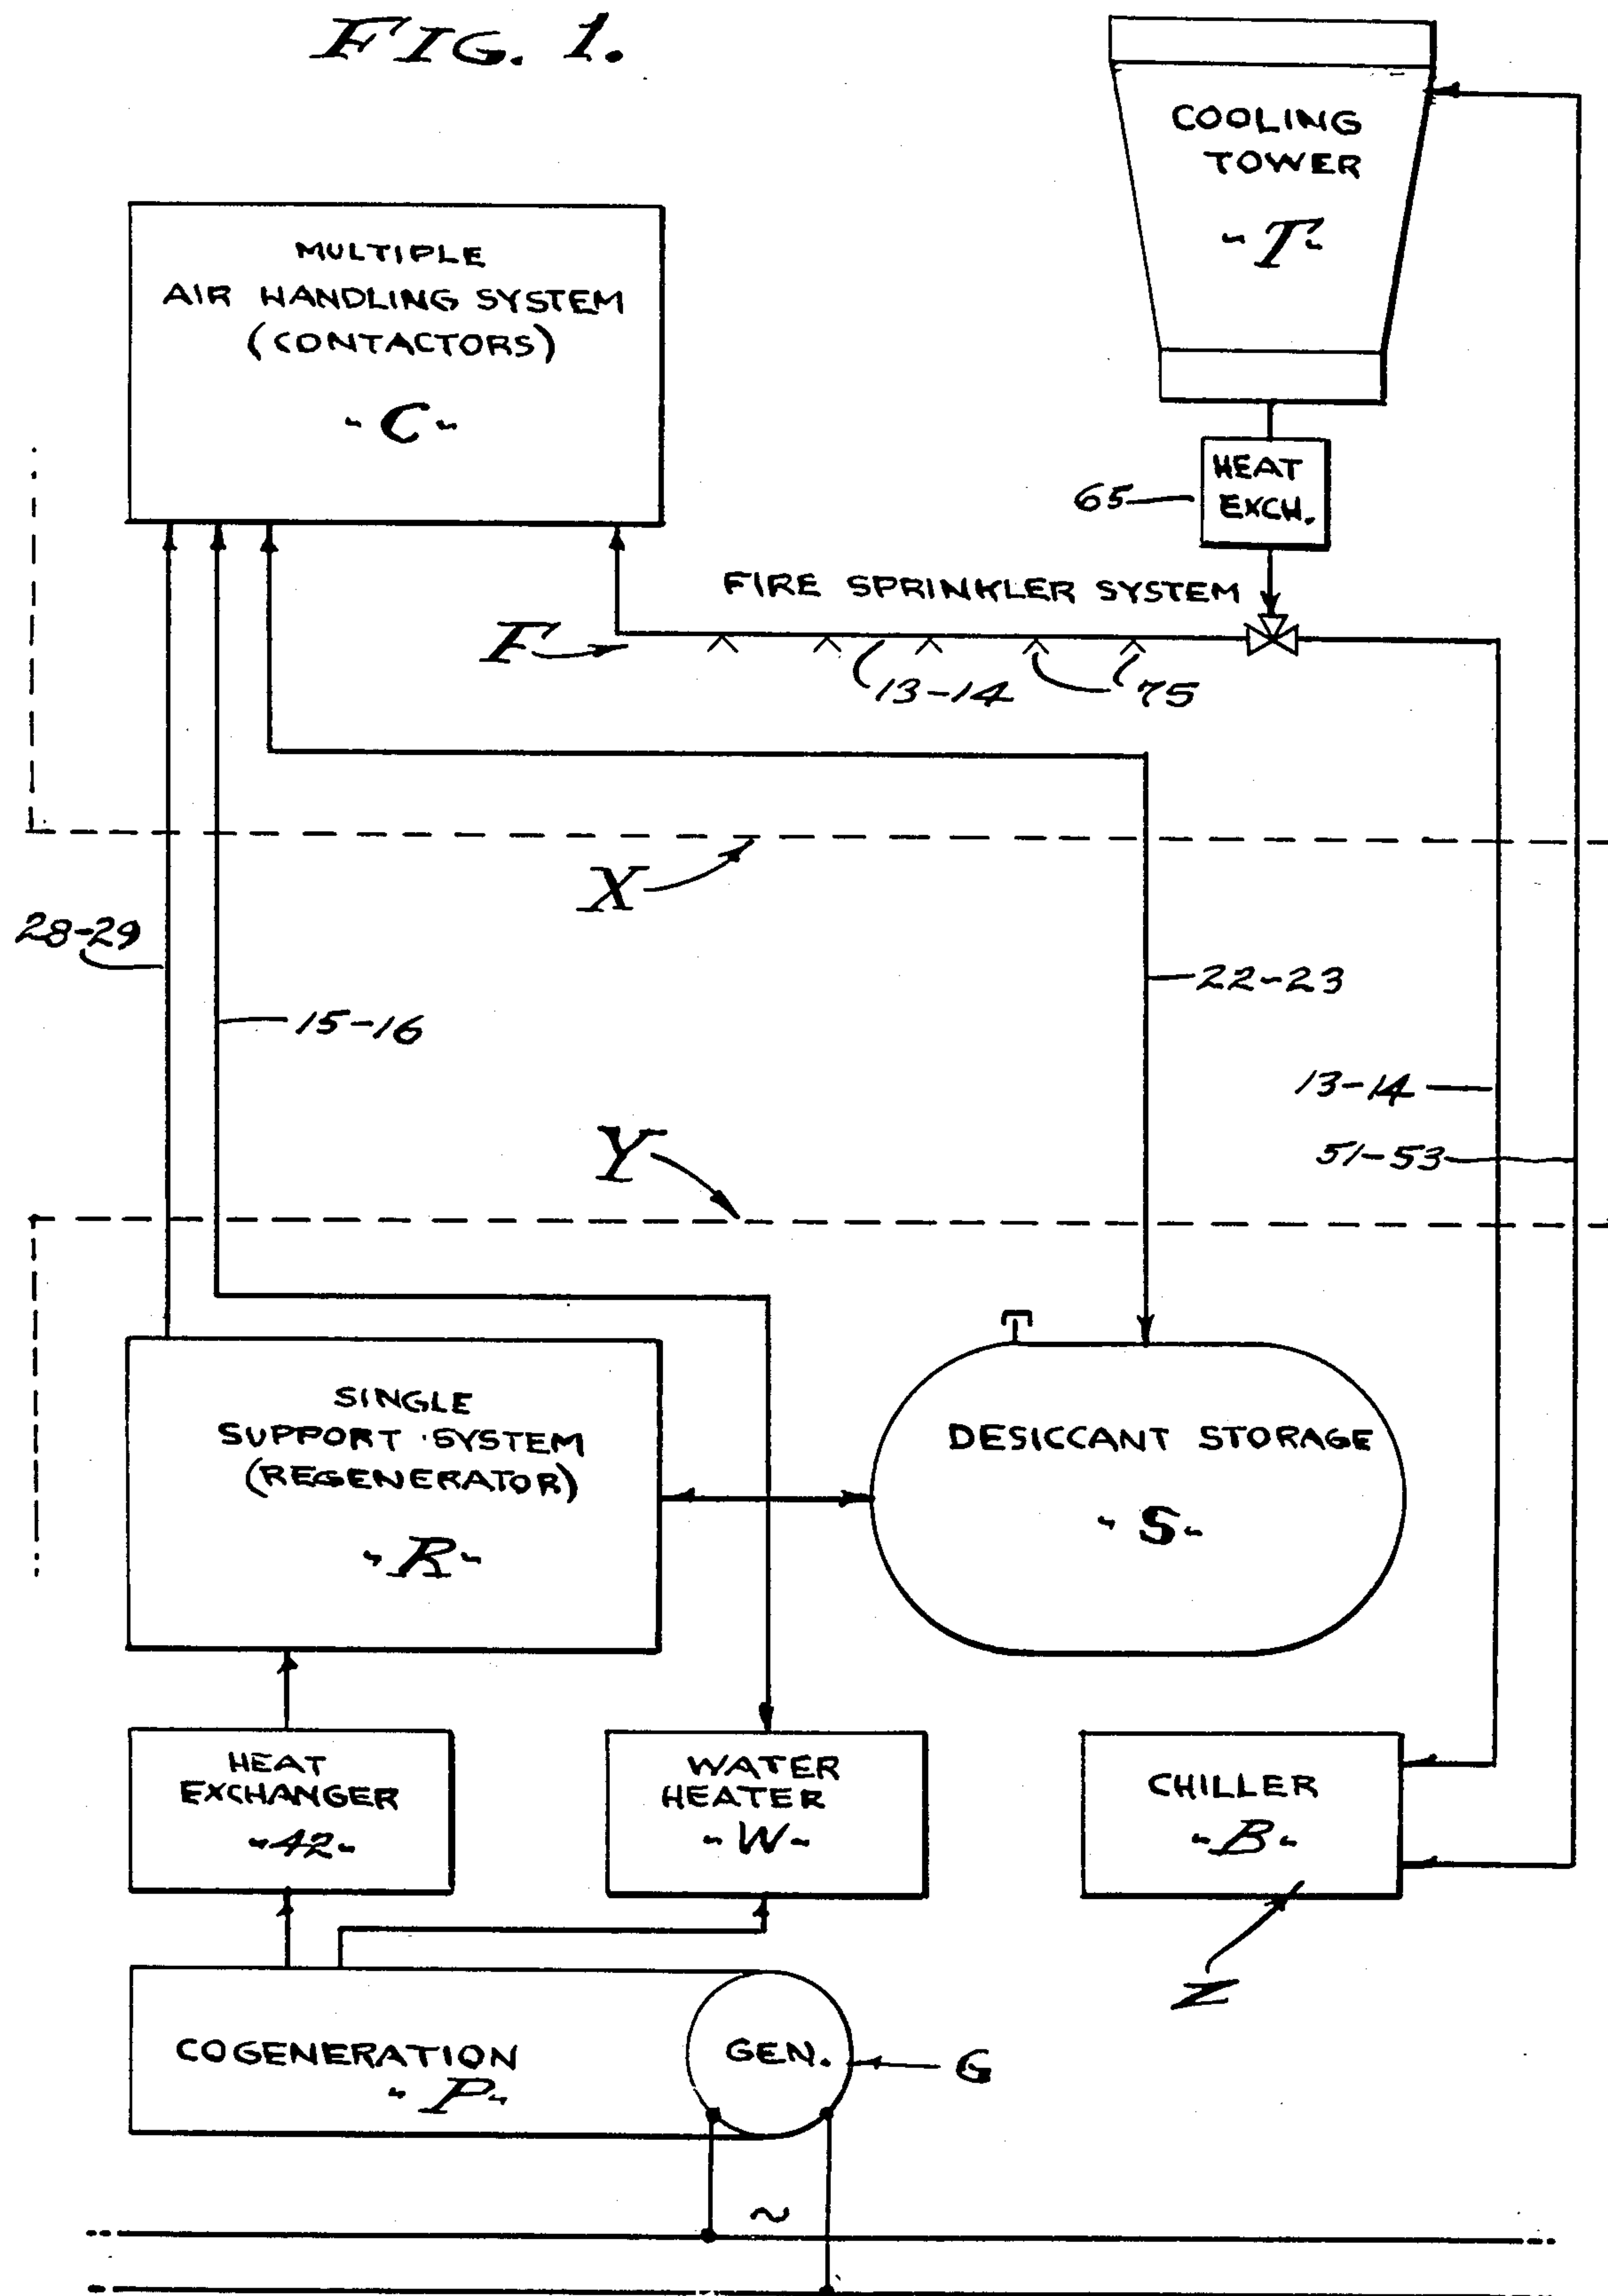 FIG. 1.
COOLING
TOWER
-T-
MULTIPLE
AIR HANDLING SYSTEM
(CONTACTORS)
-C-
HEAT
EXCH.
65
FIRE SPRINKLER SYSTEM
F
13-14
75
X
28-29
22-23
15-16
13-14
Y
51-53
SINGLE
SUPPORT SYSTEM
(REGENERATOR)
-R-
DESICCANT STORAGE
-S-
HEAT
EXCHANGER
-42-
WATER
HEATER
-W-
CHILLER
-B-
Z
COGENERATION
-P-
GEN.
G
~